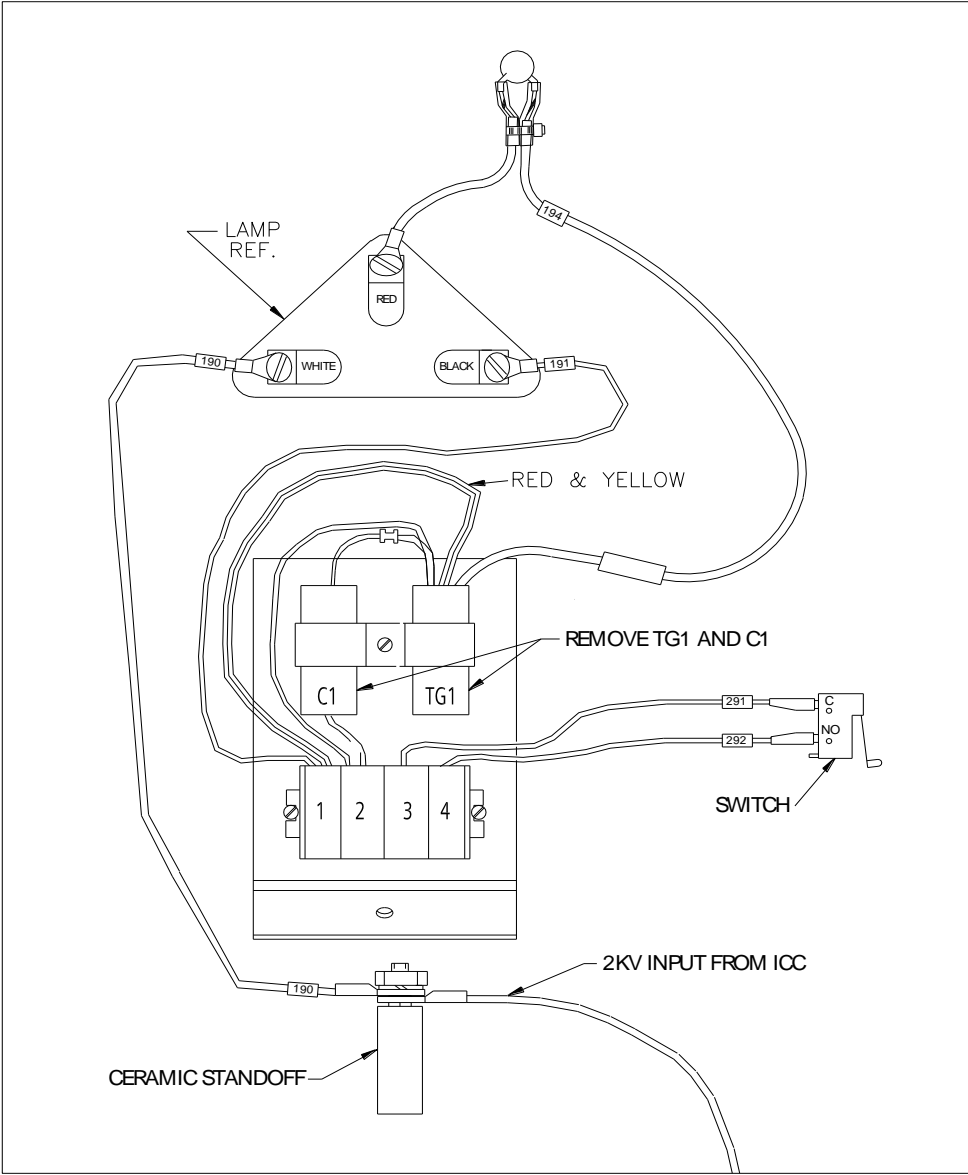 194
LAMP
REF.
RED
190
WHITE
BLACK
191
RED & YELLOW
REMOVE TG1 AND C1
C1
TG1
291
C
292
NO
SWITCH
1
2
3
4
2KV INPUT FROM ICC
190
CERAMIC STANDOFF